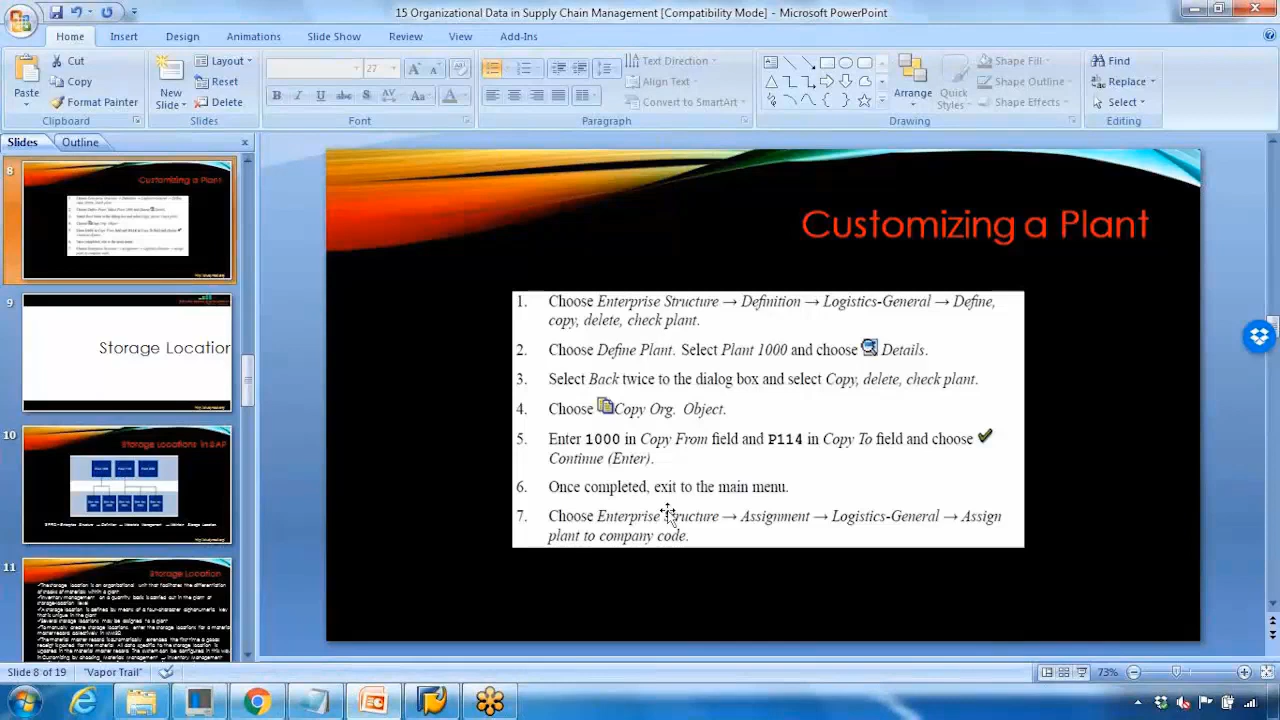 15 Organizational Data in Supply Chain Management [Compatibility Mode] - Microsoft PowerPoint
Home Insert Design Animations Slide Show Review View Add-Ins
Cut
Copy
Format Painter
Paste
Clipboard
New Slide
Layout
Reset
Delete
Slides
27
Font
Paragraph
Text Direction
Align Text
Convert to SmartArt
Arrange
Quick Styles
Shape Fill
Shape Outline
Shape Effects
Drawing
Find
Replace
Select
Editing
Slides Outline
8
Customizing a Plant
9
Storage Location
10
Storage Locations in SAP
11
Storage Location
Customizing a Plant
1. Choose Enterprise Structure → Definition → Logistics-General → Define,
copy, delete, check plant.
2. Choose Define Plant. Select Plant 1000 and choose Details.
3. Select Back twice to the dialog box and select Copy, delete, check plant.
4. Choose Copy Org. Object.
5. Enter 1000 in Copy From field and P114 in Copy To field and choose
Continue (Enter).
6. Once completed, exit to the main menu.
7. Choose Enterprise Structure → Assignment → Logistics-General → Assign
plant to company code.
Slide 8 of 19 "Vapor Trail" 73%